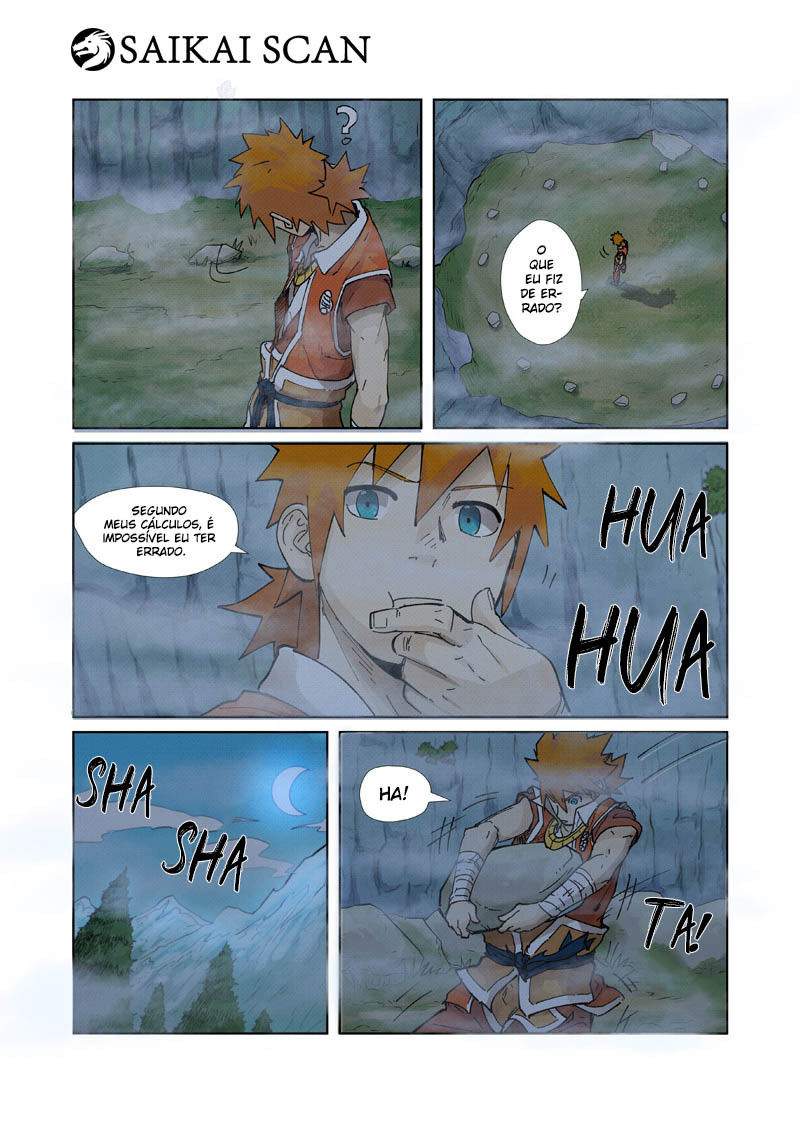 SAIKAI SCAN
?
O
QUE
EU FIZ
DE ER-
RADO?
SEGUNDO
MEUS CÁLCULOS, É
IMPOSSÍVEL EU TER
ERRADO.
HUA
HUA
SHA
SHA
HA!
TA!